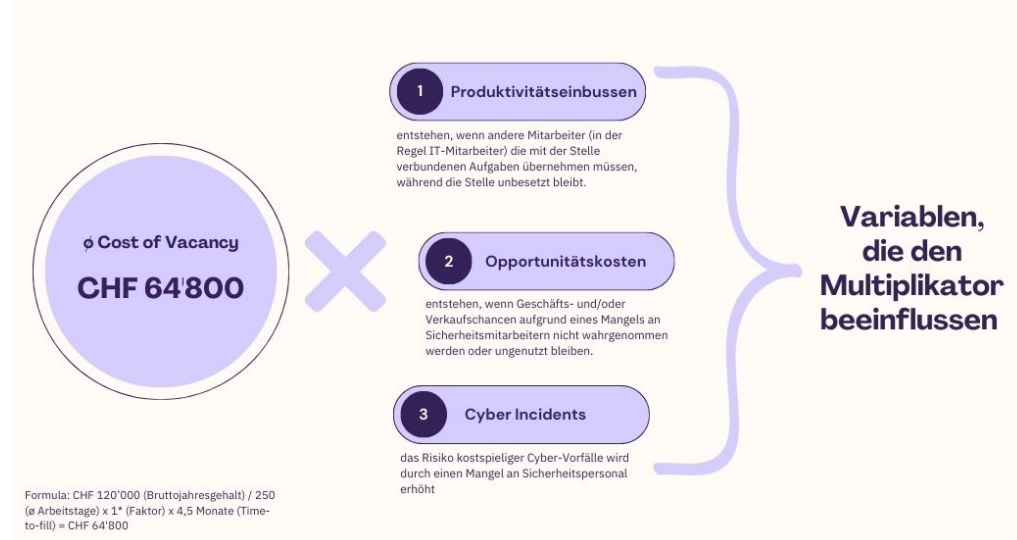 ø Cost of Vacancy
CHF 64'800
1 Produktivitätseinbussen
entstehen, wenn andere Mitarbeiter (in der
Regel IT-Mitarbeiter) die mit der Stelle
verbundenen Aufgaben übernehmen müssen,
während die Stelle unbesetzt bleibt.
2 Opportunitätskosten
entstehen, wenn Geschäfts- und/oder
Verkaufschancen aufgrund eines Mangels an
Sicherheitsmitarbeitern nicht wahrgenommen
werden oder ungenutzt bleiben.
3 Cyber Incidents
das Risiko kostspieliger Cyber-Vorfälle wird
durch einen Mangel an Sicherheitspersonal
erhöht
Variablen,
die den
Multiplikator
beeinflussen
Formula: CHF 120'000 (Bruttojahresgehalt) / 250
(ø Arbeitstage) x 1* (Faktor) x 4,5 Monate (Time-
to-fill) = CHF 64'800